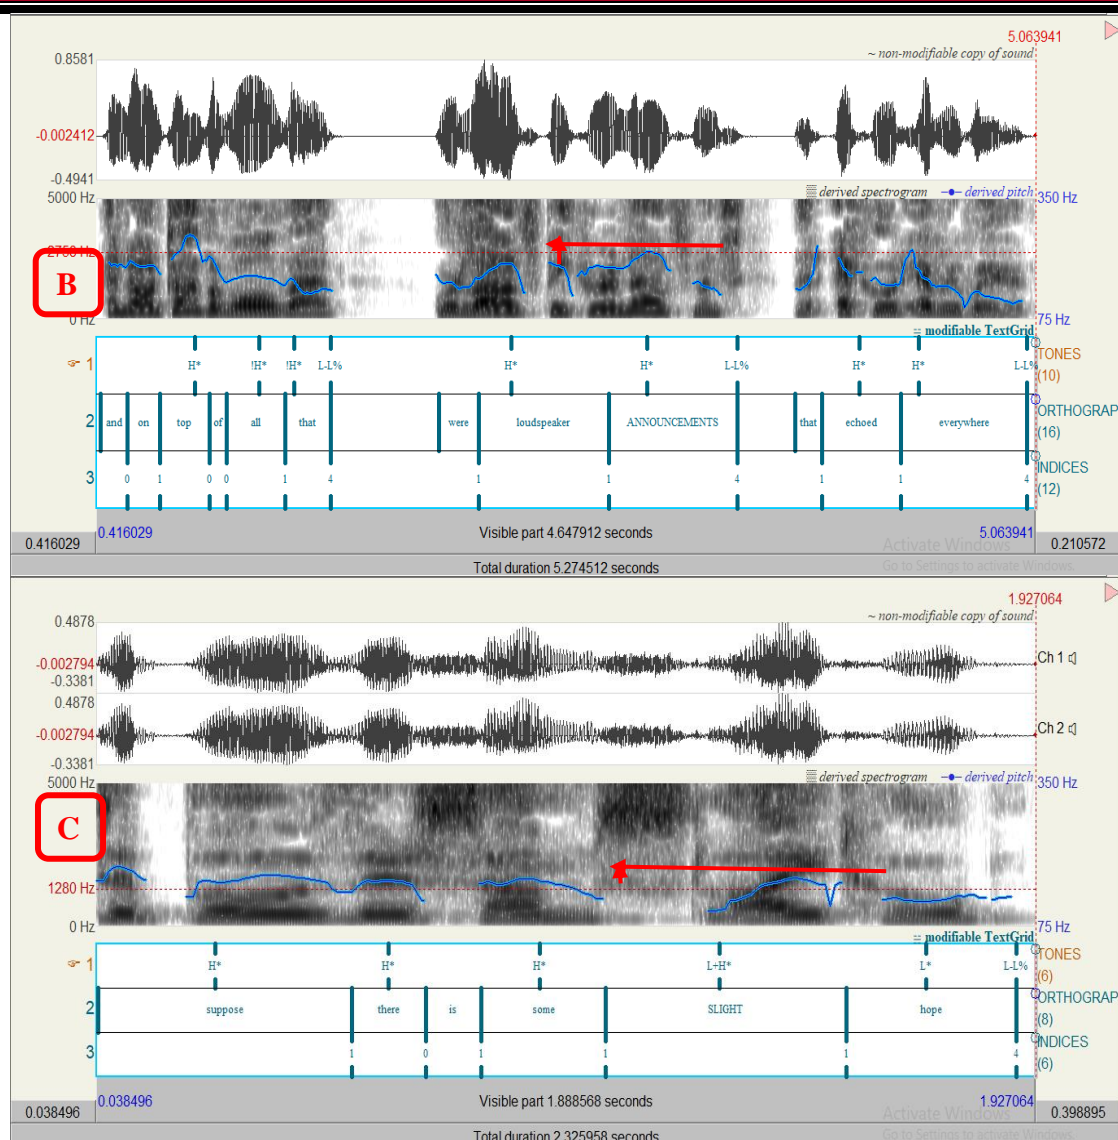 5.063941
~ non-modifiable copy of sound
0.8581
-0.002412
-0.4941
5000 Hz
derived spectrogram derived pitch 350 Hz
B
0 Hz 75 Hz
modifiable TextGrid
1 H* !H* !H* L-L% H* H* L-L% H* H* L-L% TONES
(10)
2 and on top of all that were loudspeaker ANNOUNCEMENTS that echoed everywhere ORTHOGRAP
(16)
3 0 1 0 0 1 4 1 1 4 1 1 4 INDICES
(12)
0.416029 Visible part 4.647912 seconds 5.063941
0.416029 Activate Windows 0.210572
Total duration 5.274512 seconds Go to Settings to activate Windows.
1.927064
~ non-modifiable copy of sound
0.4878
-0.002794 Ch 1
-0.3381
0.4878
-0.002794 Ch 2
-0.3381
5000 Hz derived spectrogram derived pitch 350 Hz
C
1280 Hz
0 Hz 75 Hz
modifiable TextGrid
1 H* H* H* L+H* L* L-L% TONES
(6)
2 suppose there is some SLIGHT hope ORTHOGRAP
(8)
3 1 0 1 1 1 4 INDICES
(6)
0.038496 Visible part 1.888568 seconds 1.927064
0.038496 Activate Windows 0.398895
Total duration 2.325958 seconds Go to Settings to activate Windows.